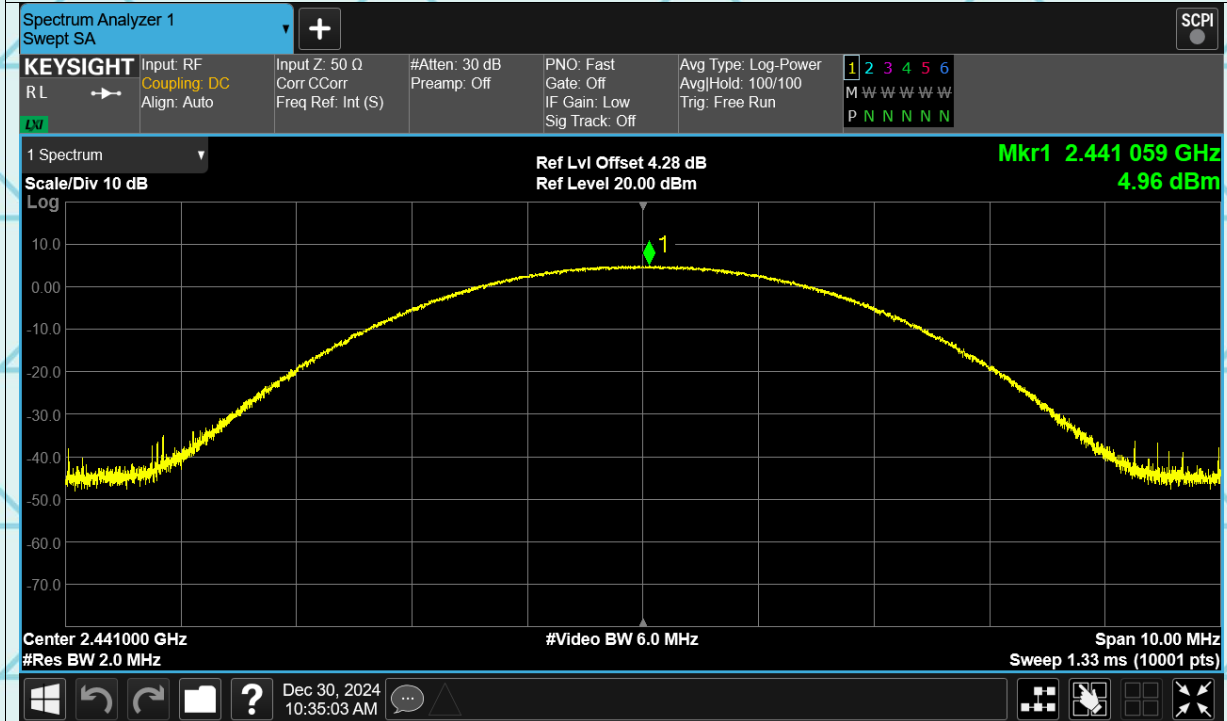 Spectrum Analyzer 1
Swept SA
+
SCPI
KEYSIGHT Input: RF Input Z: 50 Ω #Atten: 30 dB PNO: Fast Avg Type: Log-Power 1 2 3 4 5 6
R L Coupling: DC Corr CCorr Preamp: Off Gate: Off Avg|Hold: 100/100 M W W W W W
Align: Auto Freq Ref: Int (S) IF Gain: Low Trig: Free Run P N N N N N
LXI Sig Track: Off
1 Spectrum
Ref Lvl Offset 4.28 dB
Mkr1 2.441 059 GHz
Scale/Div 10 dB Ref Level 20.00 dBm 4.96 dBm
Log
1
10.0
0.00
-10.0
-20.0
-30.0
-40.0
-50.0
-60.0
-70.0
Center 2.441000 GHz #Video BW 6.0 MHz Span 10.00 MHz
#Res BW 2.0 MHz Sweep 1.33 ms (10001 pts)
? Dec 30, 2024
10:35:03 AM